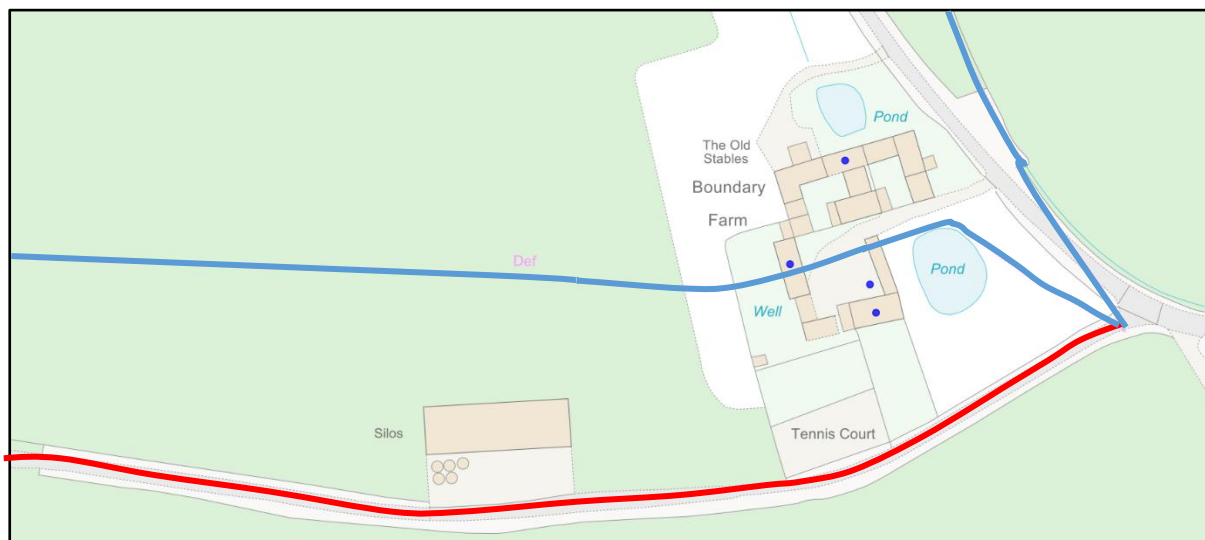 Pond
The Old
Stables
Boundary
Farm
Def
Pond
Well
Silos
Tennis Court